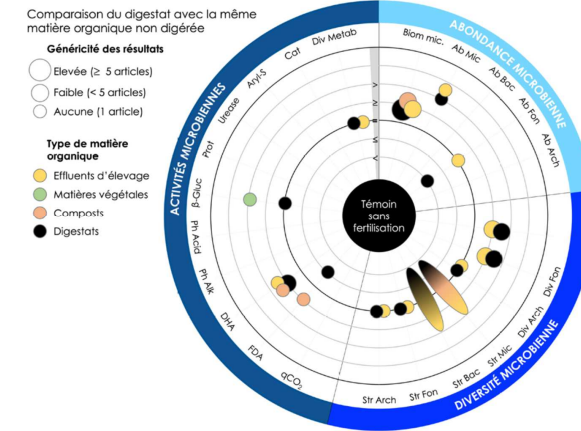 Comparaison du digestat avec la même
matière organique non digérée
Généricité des résultats
Elevée (≥ 5 articles)
Faible (< 5 articles)
Aucune (1 article)
Type de matière
organique
Effluents d'élevage
Matières végétales
Composts
Digestats
ACTIVITÉS MICROBIENNES
ABONDANCE MICROBIENNE
DIVERSITÉ MICROBIENNE
Div Metab
Cat
Aryl-S
Urease
Prot
β-Gluc
Ph Acid
Ph Alk
DHA
FDA
qCO₂
Biom mic.
Ab Mic
Ab Bac
Ab Fon
Ab Arch
Div Fon
Div Arch
Str Mic
Str Bac
Str Fon
Str Arch
>
≥
=
≤
<
Témoin
sans
fertilisation